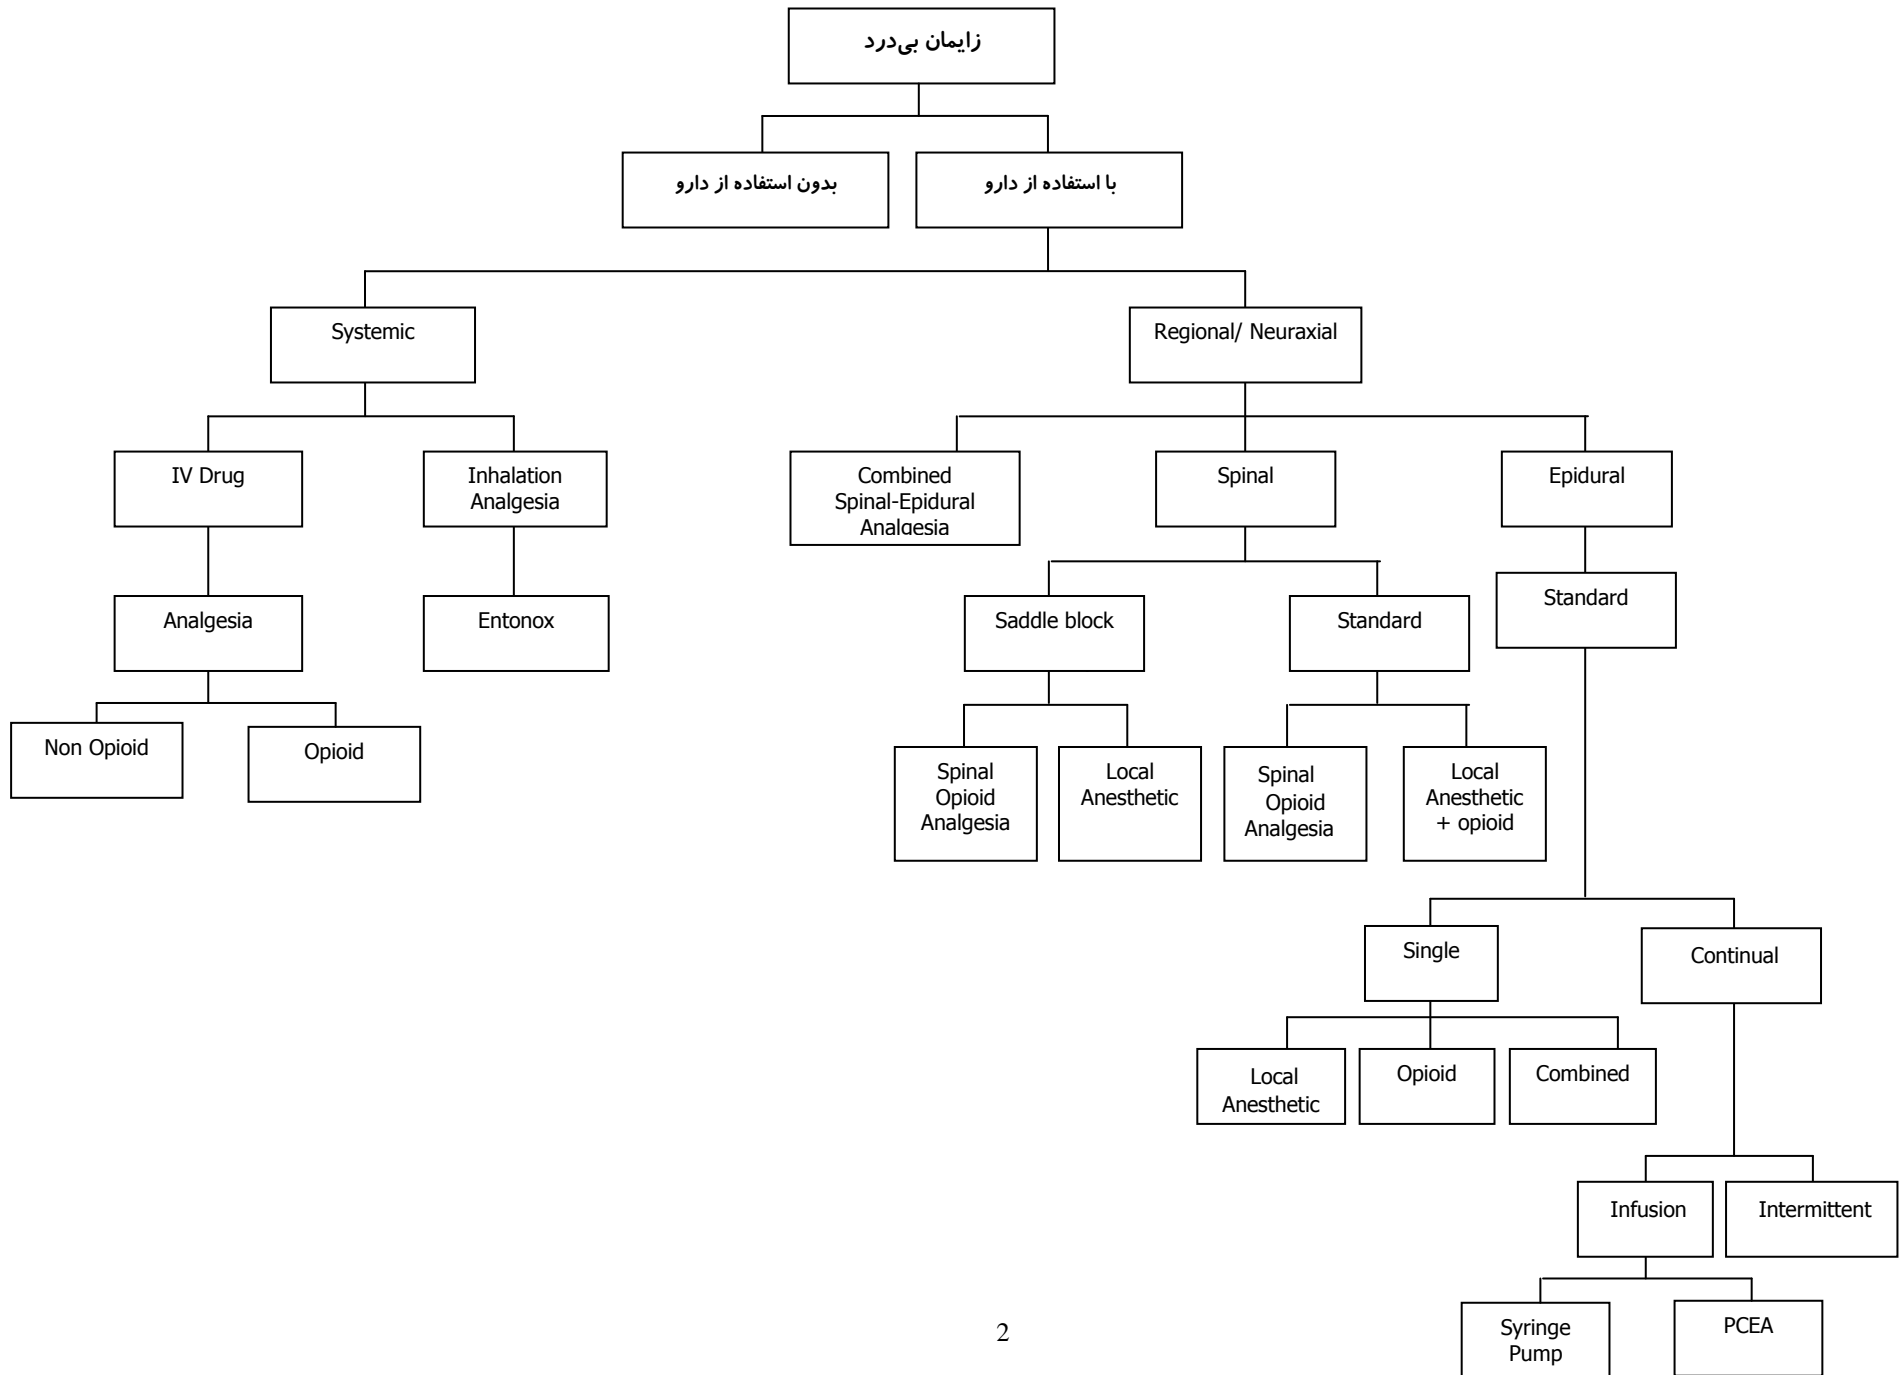 زایمان بی‌درد
بدون استفاده از دارو
با استفاده از دارو
Systemic
Regional/ Neuraxial
IV Drug
Inhalation
Analgesia
Combined
Spinal-Epidural
Analgesia
Spinal
Epidural
Analgesia
Entonox
Saddle block
Standard
Standard
Non Opioid
Opioid
Spinal
Opioid
Analgesia
Local
Anesthetic
Spinal
Opioid
Analgesia
Local
Anesthetic
+ opioid
Single
Continual
Local
Anesthetic
Opioid
Combined
Infusion
Intermittent
Syringe
Pump
PCEA
2